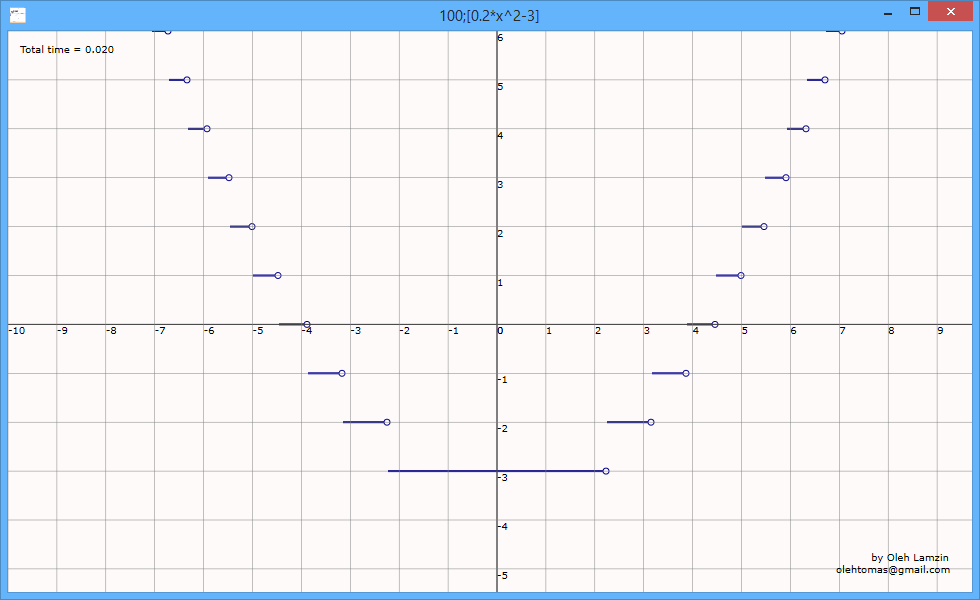 100;[0.2*x^2-3]
Total time = 0.020
6
5
4
3
2
1
-10 -9 -8 -7 -6 -5 -4 -3 -2 -1 0 1 2 3 4 5 6 7 8 9
-1
-2
-3
-4
by Oleh Lamzin
olehtomas@gmail.com
-5